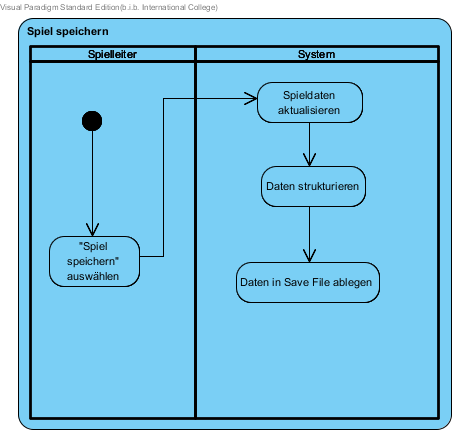 Visual Paradigm Standard Edition(b.i.b. International College)
Spiel speichern
Spielleiter
System
Spieldaten
aktualisieren
Daten strukturieren
"Spiel
speichern"
auswählen
Daten in Save File ablegen